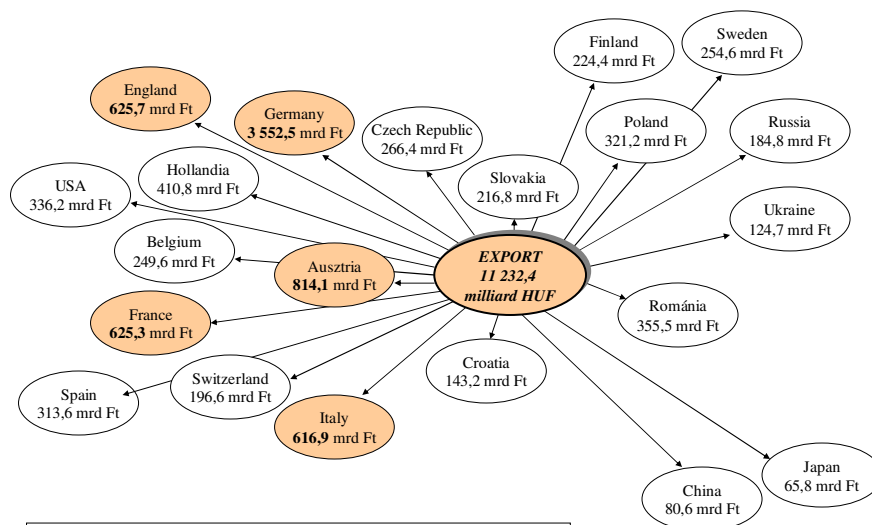 Finland
224,4 mrd Ft
Sweden
254,6 mrd Ft
England
625,7 mrd Ft
Germany
3 552,5 mrd Ft
Czech Republic
266,4 mrd Ft
Poland
321,2 mrd Ft
Russia
184,8 mrd Ft
Hollandia
410,8 mrd Ft
Slovakia
216,8 mrd Ft
USA
336,2 mrd Ft
Ukraine
124,7 mrd Ft
Belgium
249,6 mrd Ft
Ausztria
814,1 mrd Ft
EXPORT
11 232,4
milliard HUF
France
625,3 mrd Ft
Románia
355,5 mrd Ft
Spain
313,6 mrd Ft
Switzerland
196,6 mrd Ft
Croatia
143,2 mrd Ft
Italy
616,9 mrd Ft
China
80,6 mrd Ft
Japan
65,8 mrd Ft